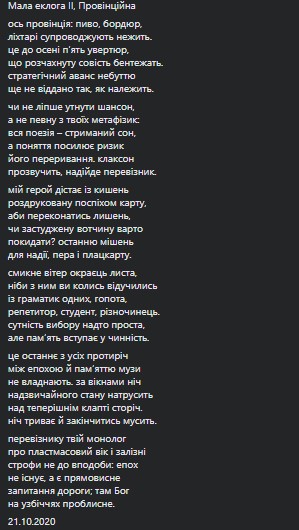 Мала еклога II, Провінційна
ось провінція: пиво, бордюр,
ліхтарі супроводжують нежить.
це до осені п'ять увертюр,
що розчахнуту совість бентежать.
стратегічний аванс небуттю
ще не віддано так, як належить.
чи не ліпше утнути шансон,
а не певну з твоїх метафізик:
вся поезія – стриманий сон,
а поняття посилює ризик
його переривання. клаксон
прозвучить, надійде перевізник.
мій герой дістає із кишень
роздруковану поспіхом карту,
аби переконатись лишень,
чи застуджену вотчину варто
покидати? останню мішень
для надії, пера і плацкарту.
смикне вітер окраєць листа,
ніби з ним ви колись відучились
із граматик одних, гопота,
репетитор, студент, різночинець.
сутність вибору надто проста,
але пам'ять вступає у чинність.
це останнє з усіх протиріч
між епохою й пам'яттю музи
не владнають. за вікнами ніч
надзвичайного стану натрусить
над теперішнім клапті сторіч.
ніч триває й закінчитись мусить.
перевізнику твій монолог
про пластмасовий вік і залізні
строфи не до вподоби: епох
не існує, а є прямовисне
запитання дороги; там Бог
на узбіччях проблисне.
21.10.2020